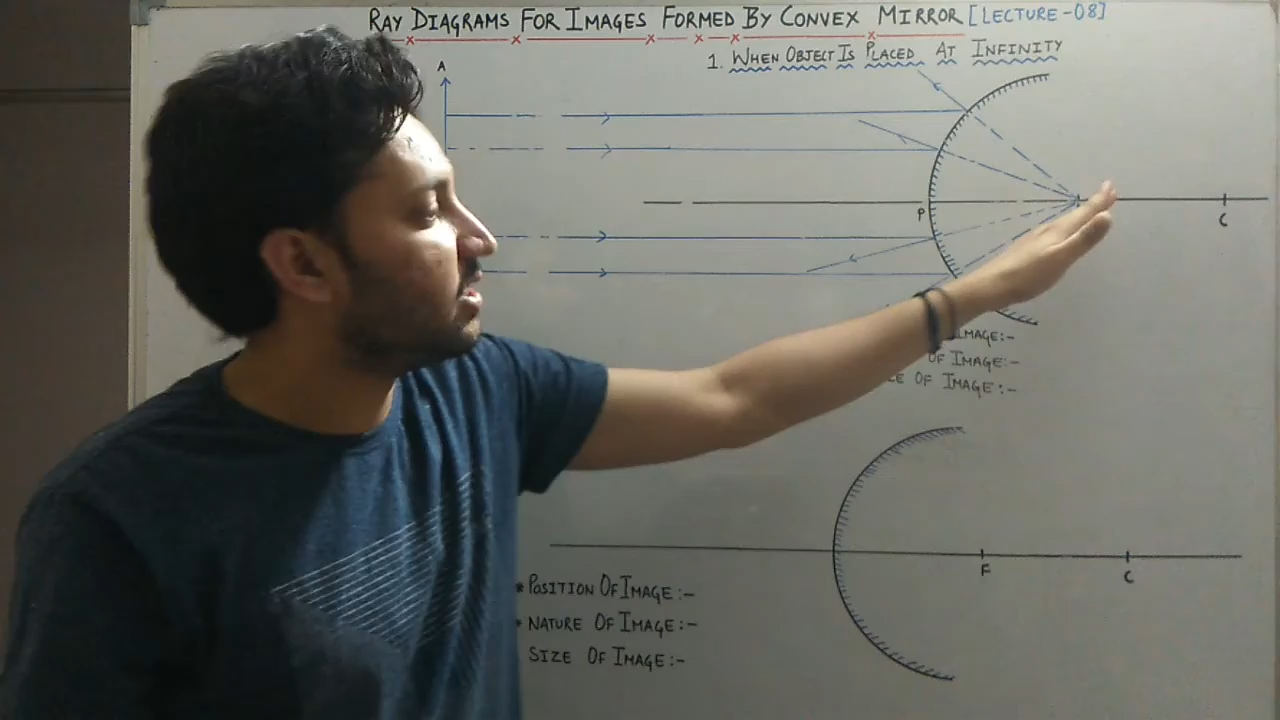 RAY DIAGRAMS FOR IMAGES FORMED BY CONVEX MIRROR [LECTURE-08]
1. WHEN OBJECT IS PLACED AT INFINITY
A
P
C
IMAGE:-
OF IMAGE:-
OF IMAGE:-
F
C
* POSITION OF IMAGE:-
* NATURE OF IMAGE:-
SIZE OF IMAGE:-